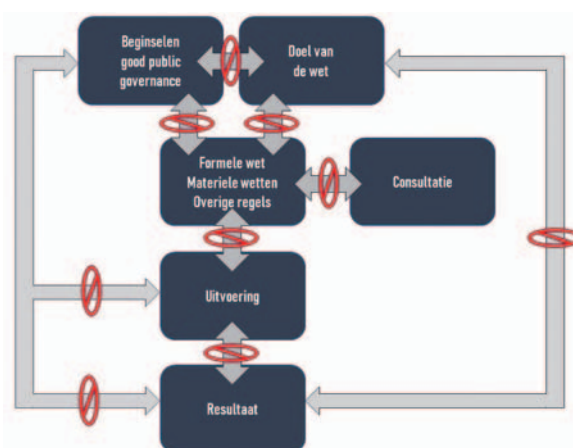 Beginselen
good public
governance
Doel van
de wet
Formele wet
Materiele wetten
Overige regels
Consultatie
Uitvoering
Resultaat